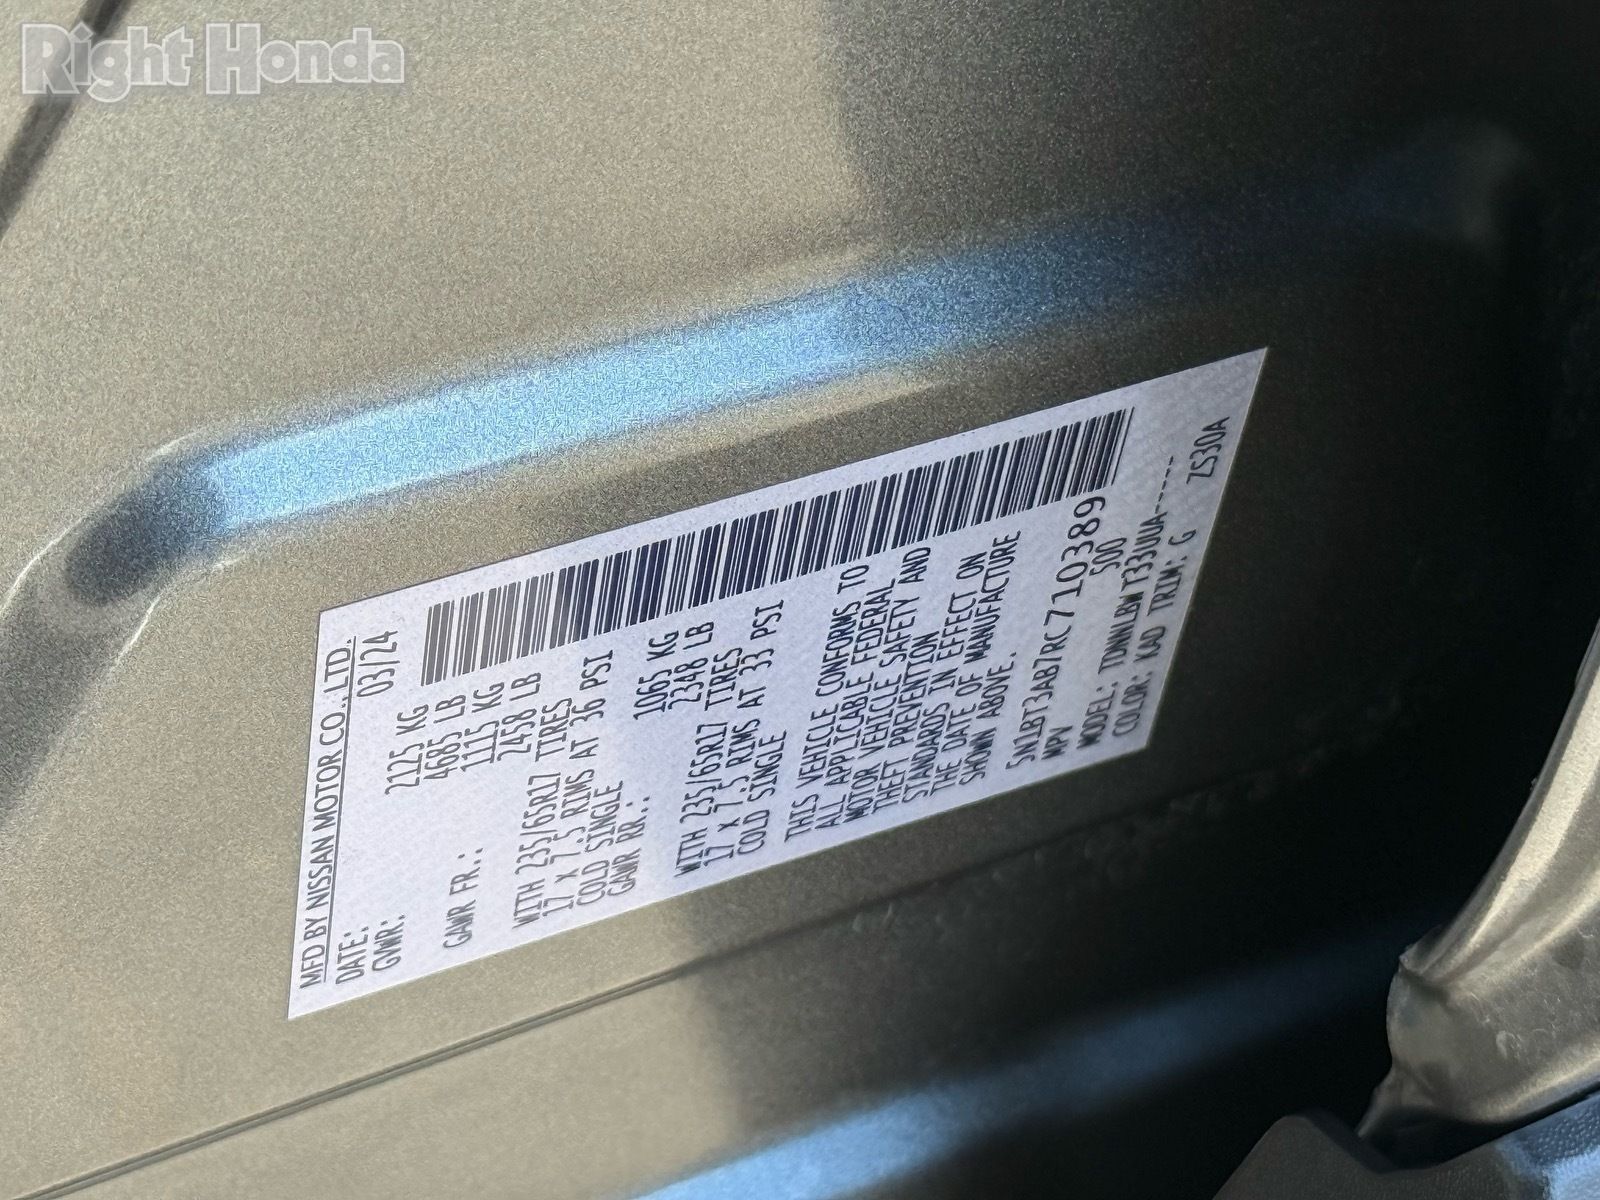 Right Honda
MFD BY NISSAN MOTOR CO., LTD.
DATE: 03/24
GVWR: 2125 KG
4685 LB
GAWR FR.: 1115 KG
2458 LB
WITH 235/65R17 TIRES
17 X 7.5 RIMS AT 36 PSI
COLD SINGLE
GAWR RR.: 1065 KG
2348 LB
WITH 235/65R17 TIRES
17 X 7.5 RIMS AT 33 PSI
COLD SINGLE
THIS VEHICLE CONFORMS TO
ALL APPLICABLE FEDERAL
MOTOR VEHICLE SAFETY AND
THEFT PREVENTION
STANDARDS IN EFFECT ON
THE DATE OF MANUFACTURE
SHOWN ABOVE.
5N1BT3AB7RC710389
MPV S00
MODEL: TDNNLBWT33UUA-----
COLOR: KAD TRIM: G ZS30A